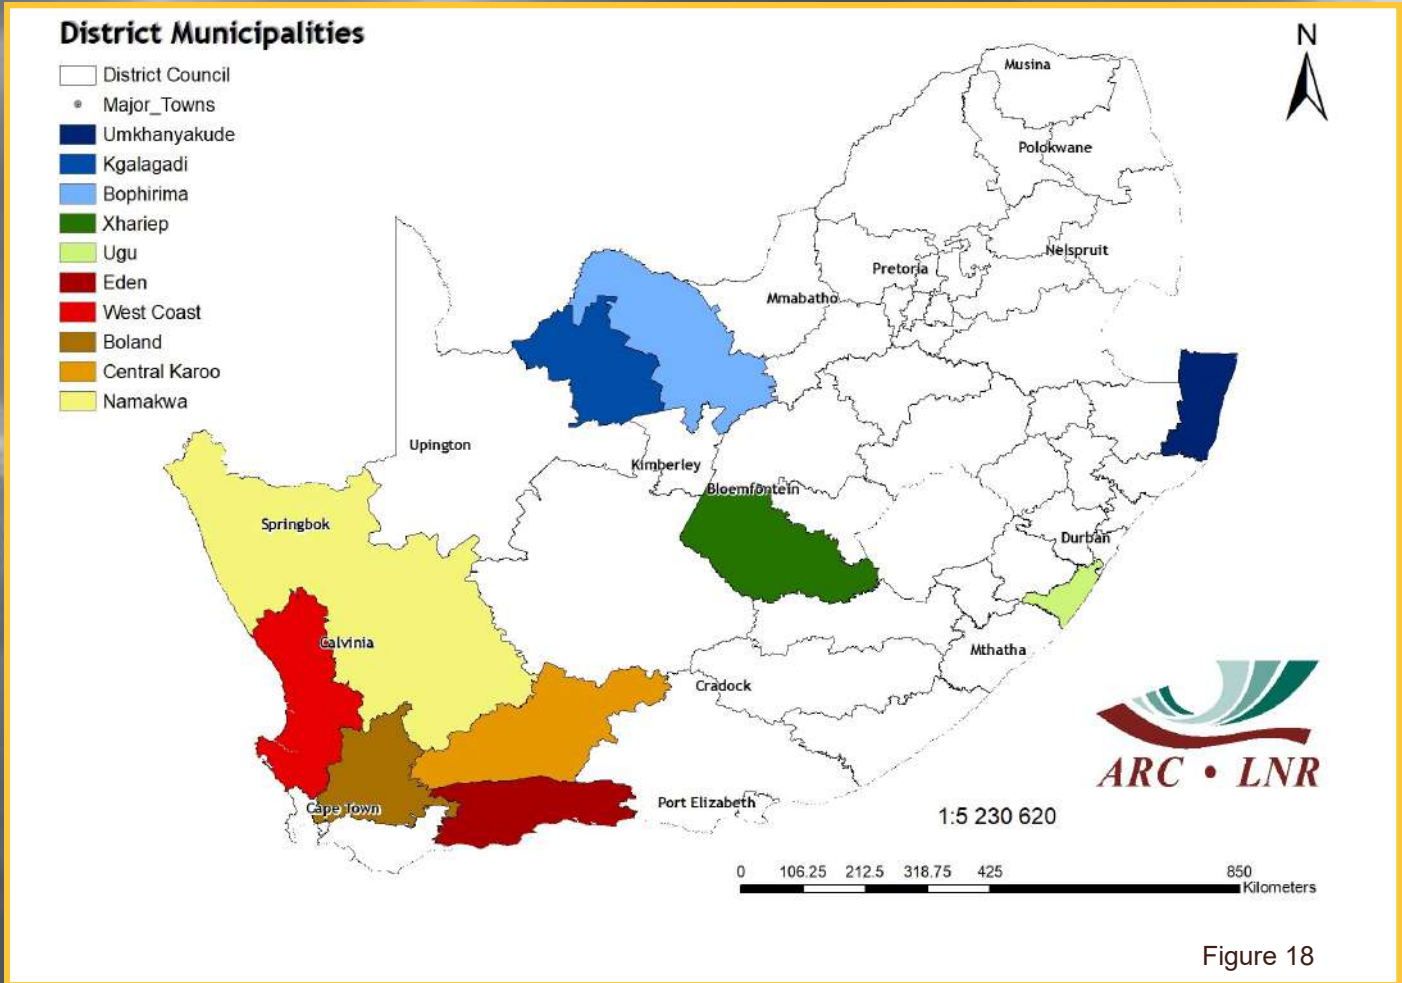 District Municipalities
District Council
Major_Towns
Umkhanyakude
Kgalagadi
Bophirima
Xhariep
Ugu
Eden
West Coast
Boland
Central Karoo
Namakwa
N
Musina
Polokwane
Nelspruit
Pretoria
Mmabatho
Upington
Kimberley
Bloemfontein
Springbok
Durban
Calvinia
Mthatha
Cradock
Cape Town
Port Elizabeth
ARC • LNR
1:5 230 620
0 106.25 212.5 318.75 425 850
Kilometers
Figure 18